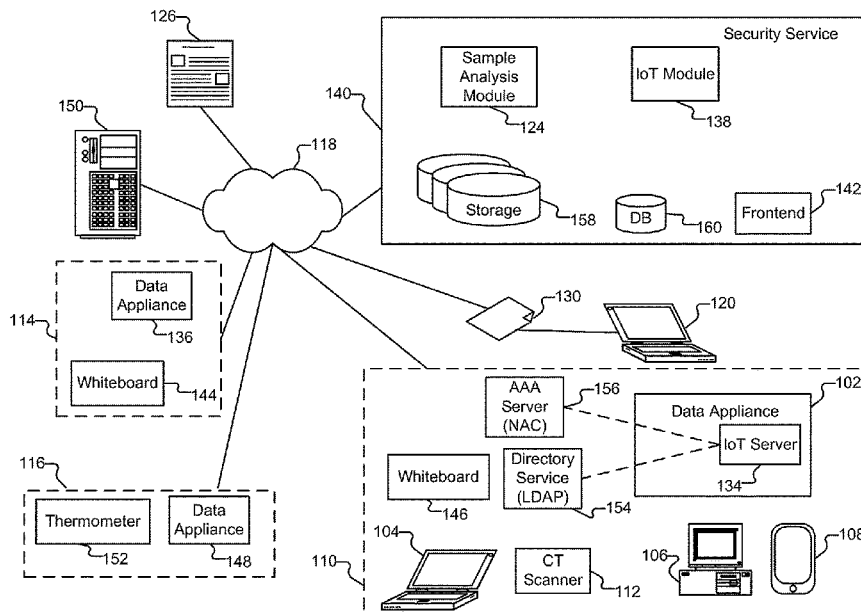 126
Security Service
Sample
Analysis
Module
IoT Module
140
124
138
150
118
Storage
158
DB
160
Frontend
142
Data
Appliance
136
114
Whiteboard
144
130
120
AAA
Server
(NAC)
156
102
Data Appliance
IoT Server
134
Whiteboard
146
Directory
Service
(LDAP)
154
116
Thermometer
152
Data
Appliance
148
104
110
CT
Scanner
112
106
108